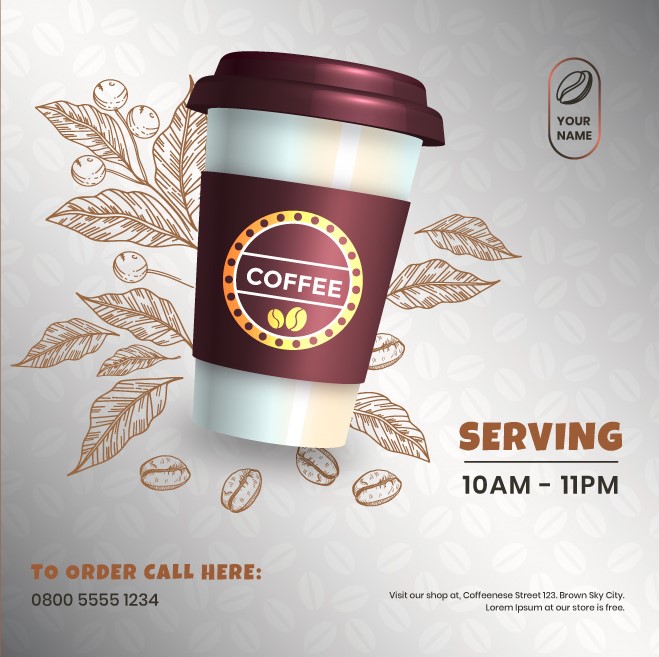 YOUR
NAME
COFFEE
SERVING
10AM - 11PM
TO ORDER CALL HERE:
0800 5555 1234
Visit our shop at, Coffeenese Street 123. Brown Sky City.
Lorem Ipsum at our store is free.